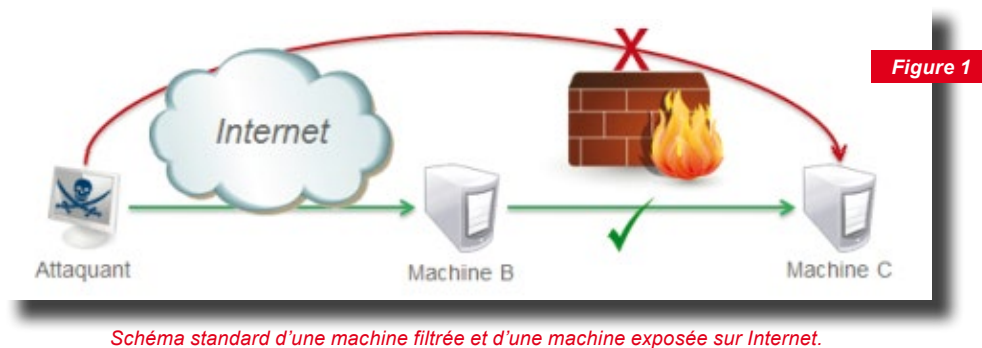 Figure 1
Internet
Attaquant
Machine B
Machine C
Schéma standard d'une machine filtrée et d'une machine exposée sur Internet.